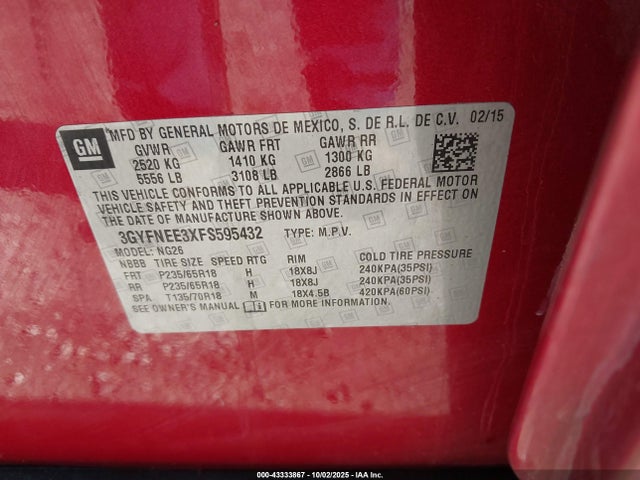 GM
MFD BY GENERAL MOTORS DE MEXICO, S. DE R.L. DE C.V. 02/15
GVWR GAWR FRT GAWR RR
2520 KG 1410 KG 1300 KG
5556 LB 3108 LB 2866 LB
THIS VEHICLE CONFORMS TO ALL APPLICABLE U.S. FEDERAL MOTOR
VEHICLE SAFETY AND THEFT PREVENTION STANDARDS IN EFFECT ON
THE DATE OF MANUFACTURE SHOWN ABOVE.
3GYFNEE3XFS595432 TYPE: M.P.V.
MODEL: NG26
NBBB TIRE SIZE SPEED RTG RIM COLD TIRE PRESSURE
FRT P235/65R18 H 18X8J 240KPA(35PSI)
RR P235/65R18 H 18X8J 240KPA(35PSI)
SPA T135/70R18 M 18X4.5B 420KPA(60PSI)
SEE OWNER'S MANUAL FOR MORE INFORMATION.
000-43333867 - 10/02/2025 - Copyright © 2025 IAA Inc.